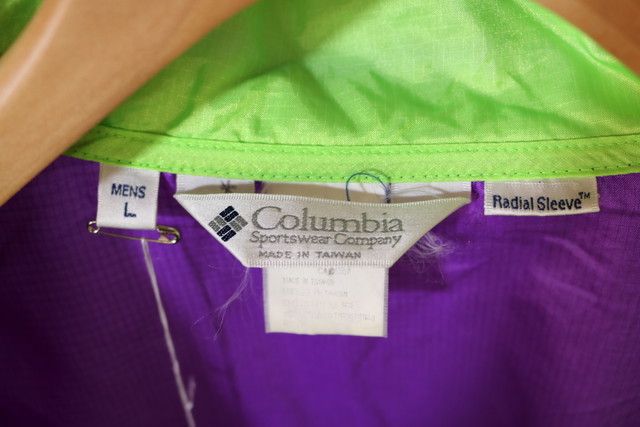 MENS
L
Columbia
Sportswear Company
MADE IN TAIWAN
Radial Sleeve™